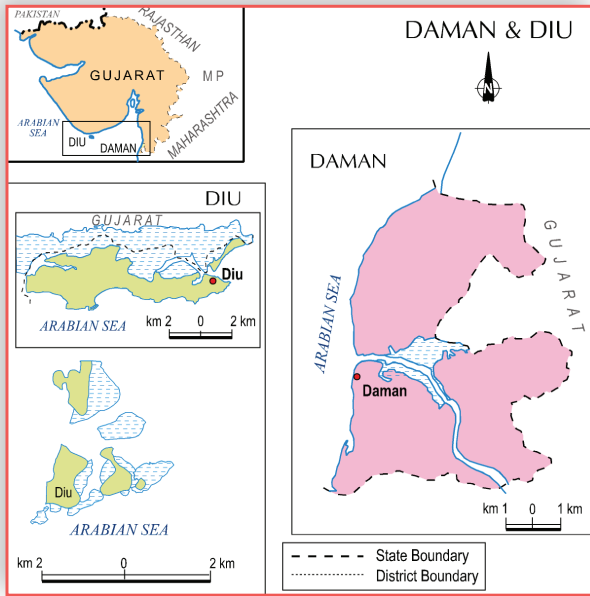 DAMAN & DIU
N
PAKISTAN
RAJASTHAN
GUJARAT
MP
MAHARASHTRA
ARABIAN
SEA
DIU
DAMAN
DIU
GUJARAT
Diu
ARABIAN SEA
km 2 0 2 km
Diu
ARABIAN SEA
km 2 0 2 km
DAMAN
GUJARAT
ARABIAN SEA
Daman
km 1 0 1 km
State Boundary
District Boundary